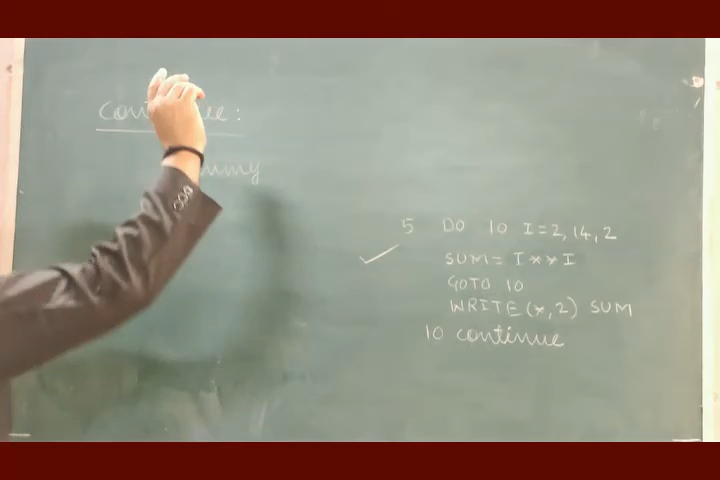 5 DO 10 I=2,14,2
SUM= I**I
GOTO 10
WRITE(*,2) SUM
10 continue